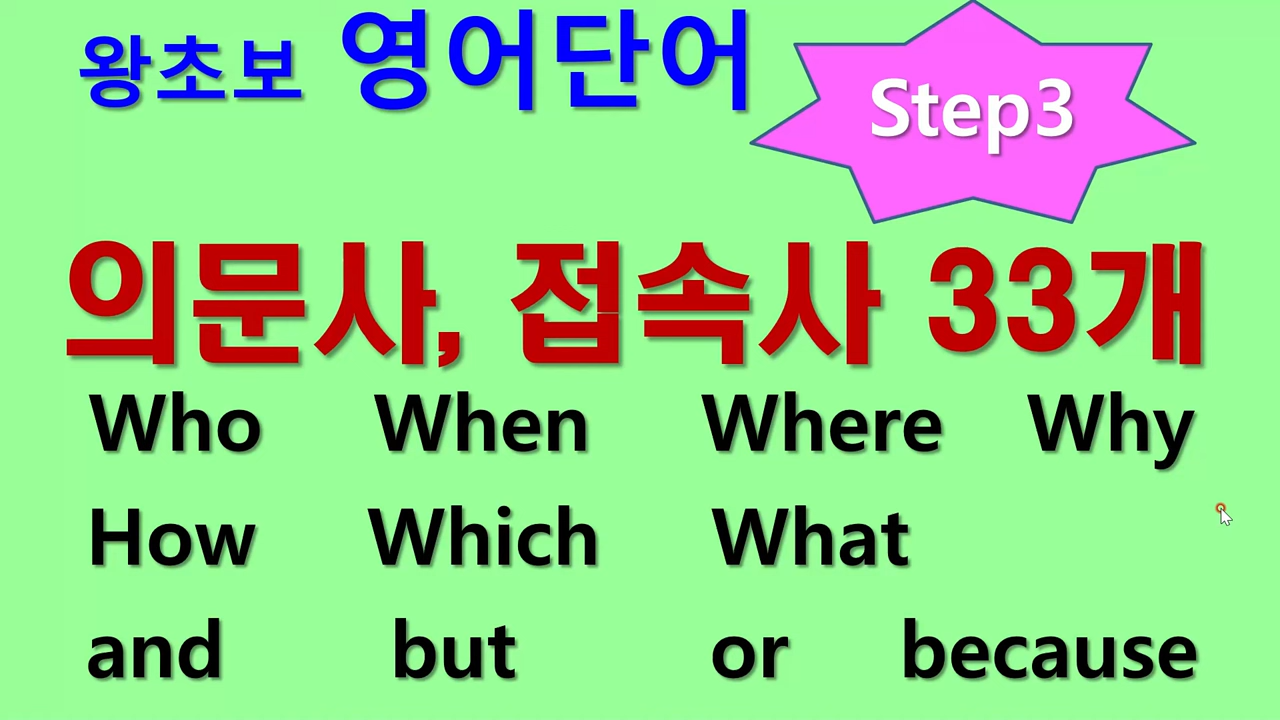 왕초보 영어단어
Step3
의문사, 접속사 33개
Who When Where Why
How Which What
and but or because